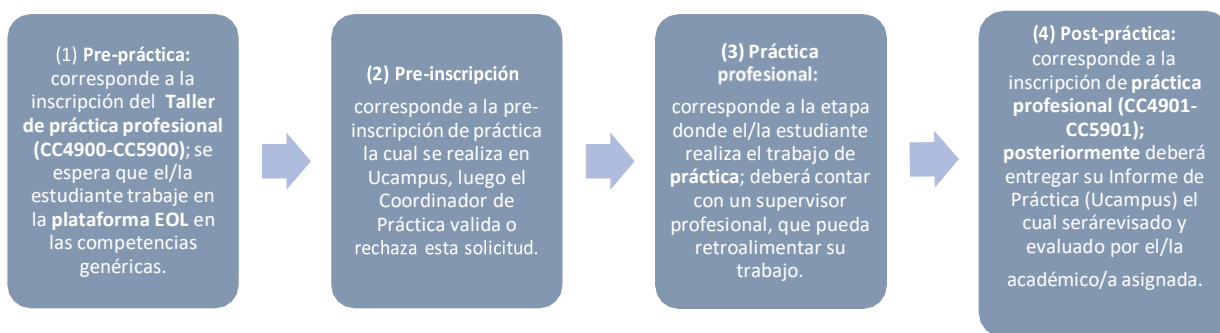 (1) Pre-práctica:
corresponde a la
inscripción del Taller
de práctica profesional
(CC4900-CC5900); se
espera que el/la
estudiante trabaje en
la plataforma EOL en
las competencias
genéricas.
(2) Pre-inscripción
corresponde a la pre-
inscripción de práctica
la cual se realiza en
Ucampus, luego el
Coordinador de
Práctica valida o
rechaza esta solicitud.
(3) Práctica
profesional:
corresponde a la etapa
donde el/la estudiante
realiza el trabajo de
práctica; deberá contar
con un supervisor
profesional, que pueda
retroalimentar su
trabajo.
(4) Post-práctica:
corresponde a la
inscripción de práctica
profesional (CC4901-
CC5901);
posteriormente deberá
entregar su Informe de
Práctica (Ucampus) el
cual serárevisado y
evaluado por el/la
académico/a asignada.